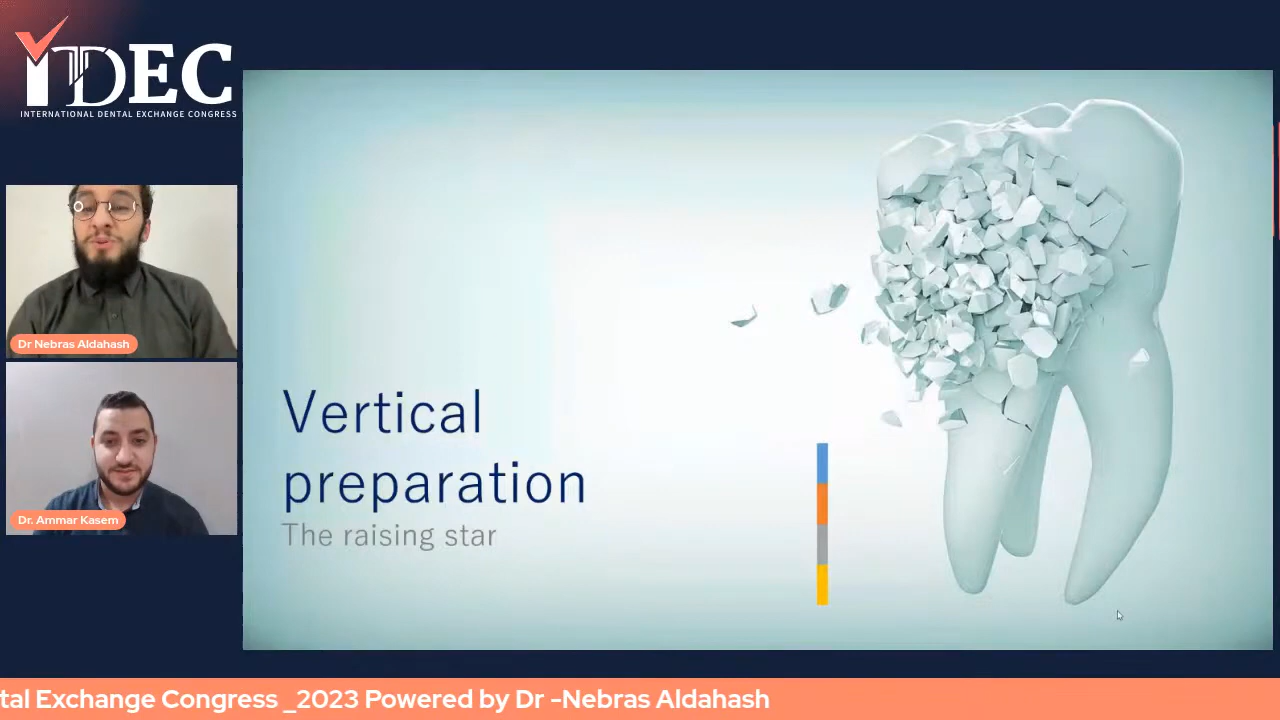 IDEC
INTERNATIONAL DENTAL EXCHANGE CONGRESS
Dr Nebras Aldahash
Dr. Ammar Kasem
Vertical
preparation
The raising star
tal Exchange Congress _2023 Powered by Dr -Nebras Aldahash